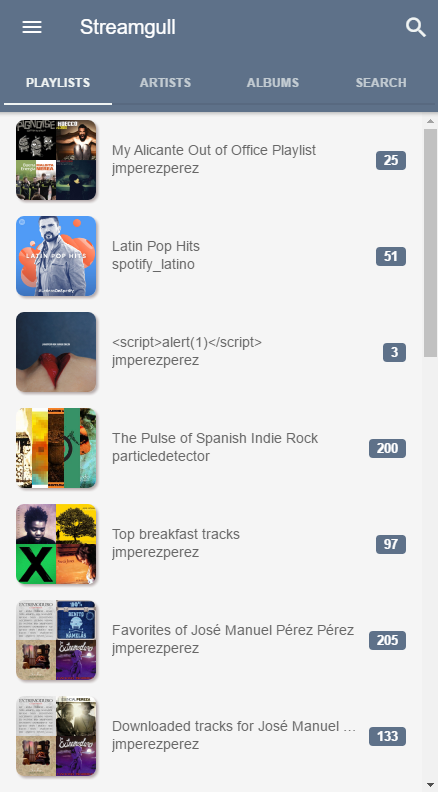 Streamgull
PLAYLISTS ARTISTS ALBUMS SEARCH
My Alicante Out of Office Playlist
jmperezperez
25
Latin Pop Hits
spotify_latino
51
LATIN POP HITS
<script>alert(1)</script>
jmperezperez
3
The Pulse of Spanish Indie Rock
particledetector
200
Top breakfast tracks
jmperezperez
97
Favorites of José Manuel Pérez Pérez
jmperezperez
205
Downloaded tracks for José Manuel ...
jmperezperez
133